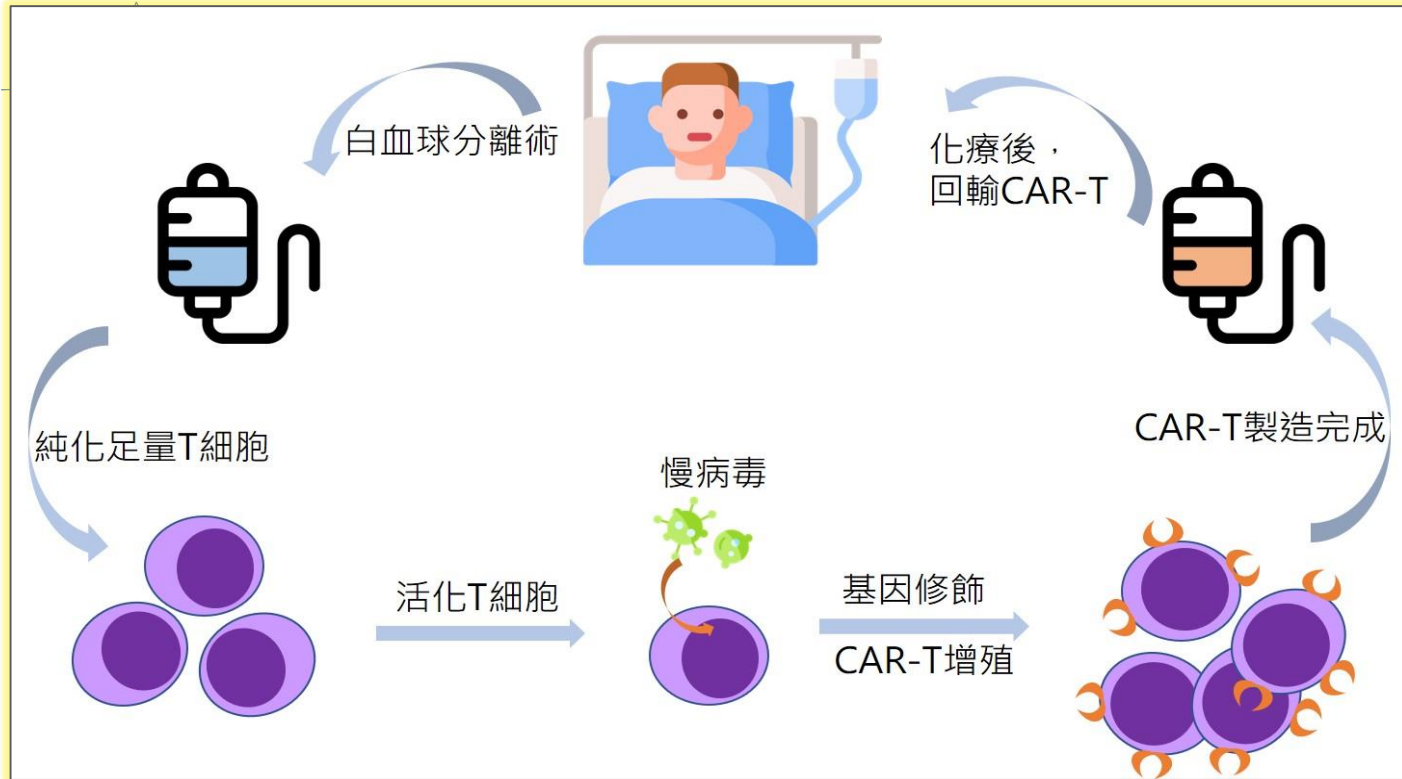 白血球分離術
化療後，
回輸CAR-T
純化足量T細胞
CAR-T製造完成
慢病毒
活化T細胞
基因修飾
CAR-T增殖